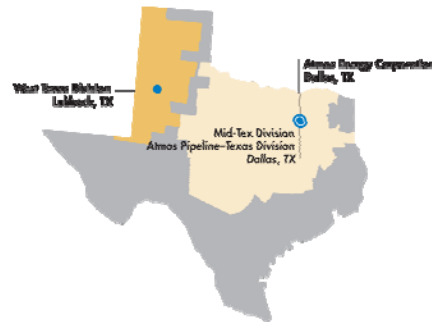 Atmos Energy Corporation
Dallas, TX
West Texas Division
Lubbock, TX
Mid-Tex Division
Atmos Pipeline–Texas Division
Dallas, TX